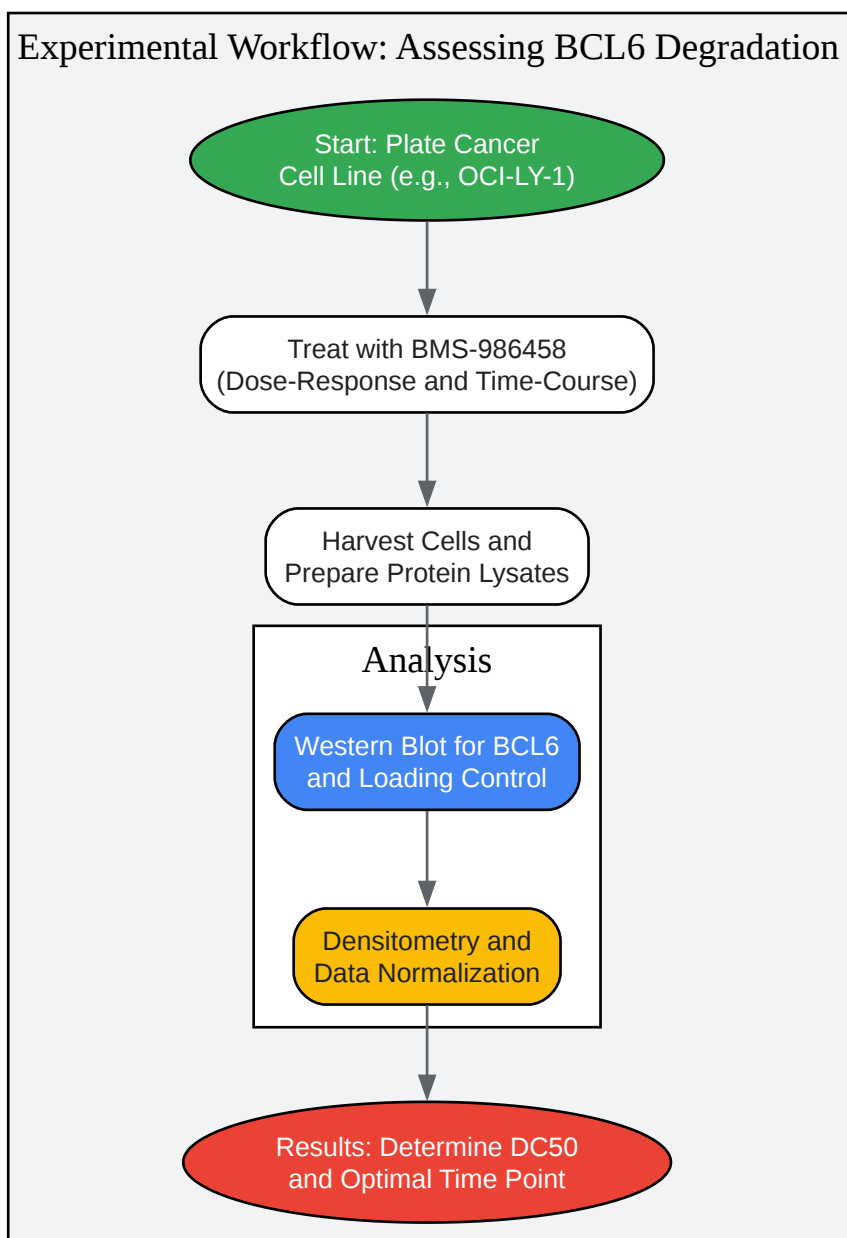 Experimental Workflow: Assessing BCL6 Degradation
Start: Plate Cancer
Cell Line (e.g., OCI-LY-1)
Treat with BMS-986458
(Dose-Response and Time-Course)
Harvest Cells and
Prepare Protein Lysates
Analysis
Western Blot for BCL6
and Loading Control
Densitometry and
Data Normalization
Results: Determine DC50
and Optimal Time Point